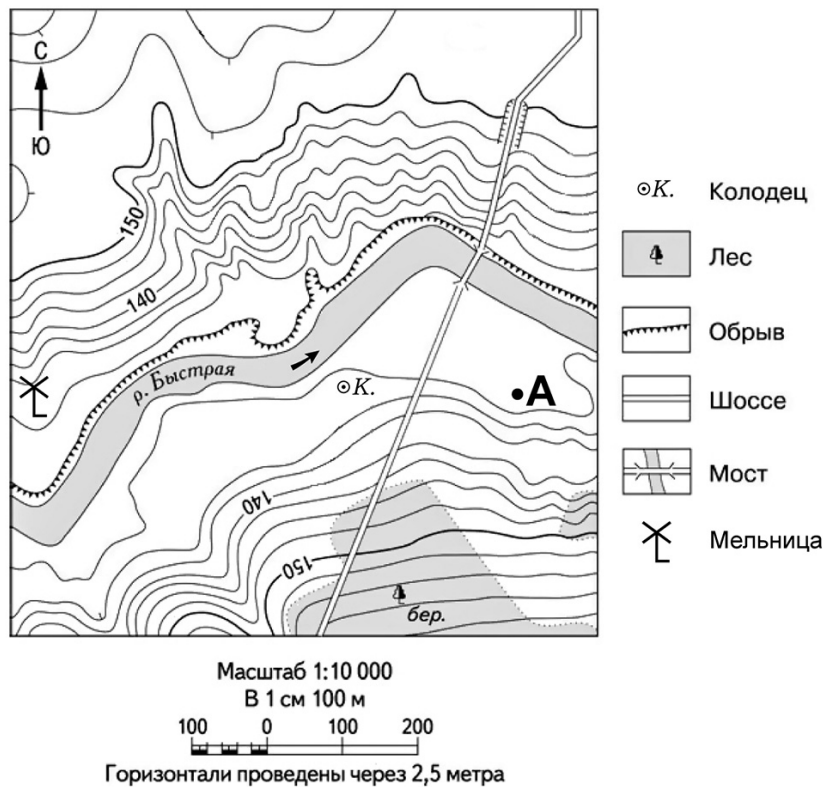 С
Ю
150
140
р. Быстрая
К.
А
140
150
бер.
К. Колодец
Лес
Обрыв
Шоссе
Мост
Мельница
Масштаб 1:10 000
В 1 см 100 м
100 0 100 200
Горизонтали проведены через 2,5 метра